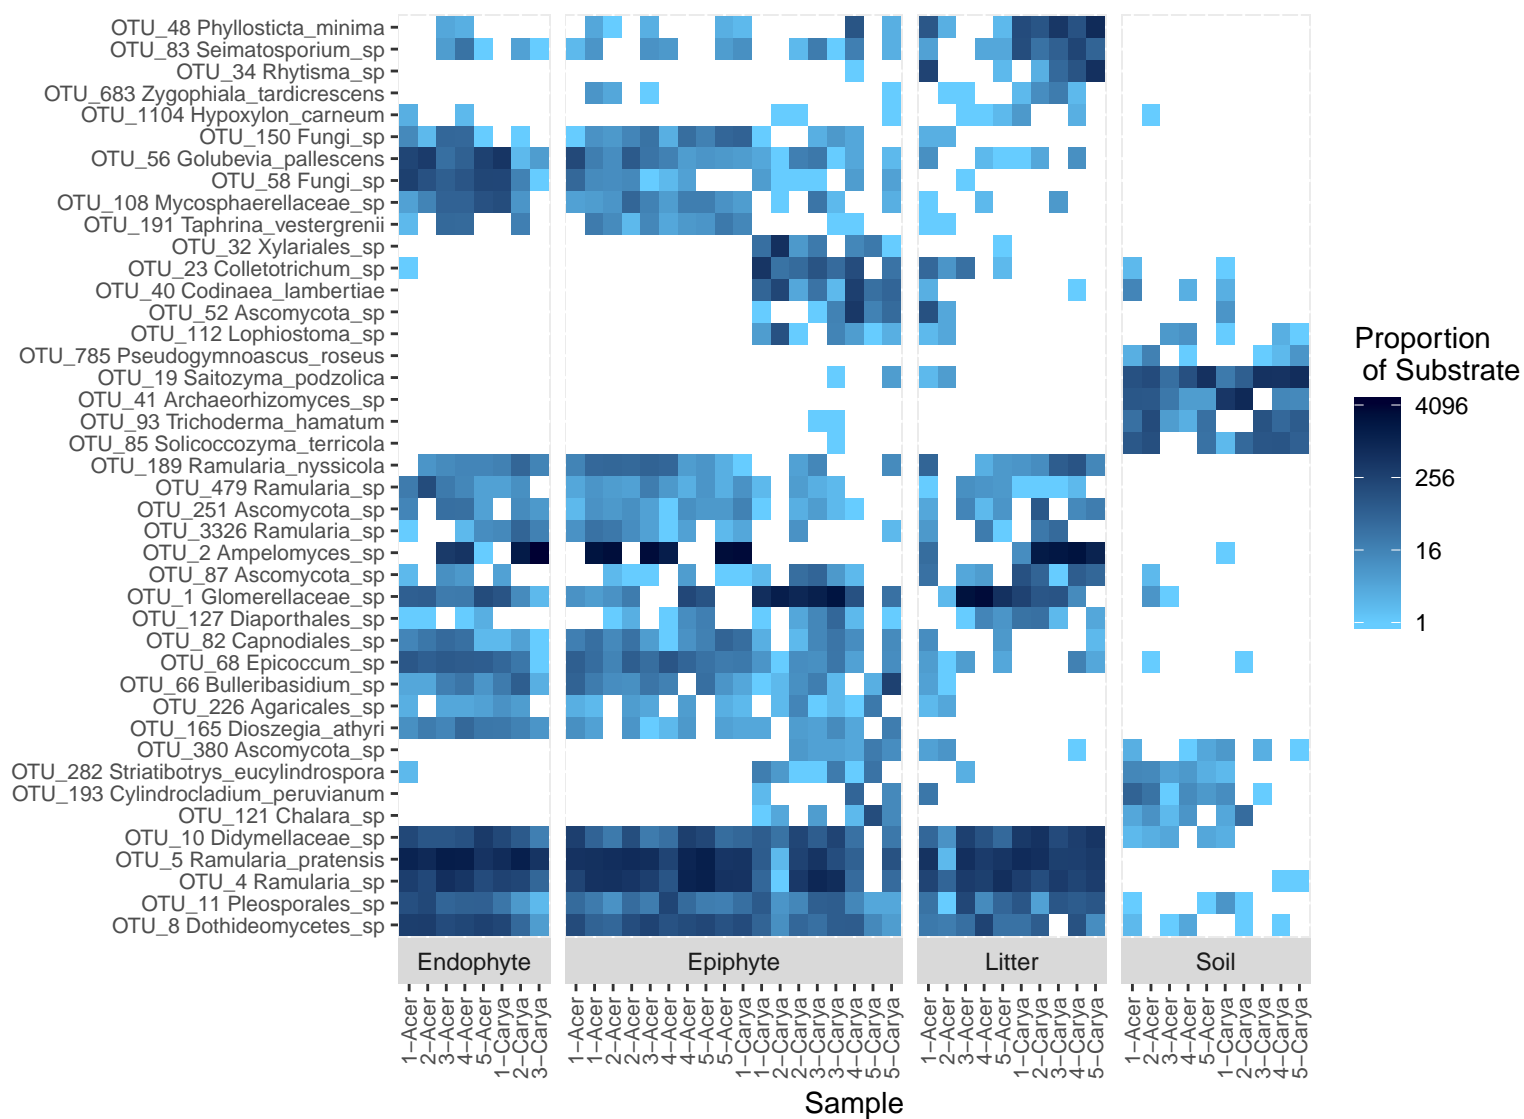 OTU_48 Phyllosticta_minima
OTU_83 Seimatosporium_sp
OTU_34 Rhytisma_sp
OTU_683 Zygophiala_tardicrescens
OTU_1104 Hypoxylon_carneum
OTU_150 Fungi_sp
OTU_56 Golubevia_pallescens
OTU_58 Fungi_sp
OTU_108 Mycosphaerellaceae_sp
OTU_191 Taphrina_vestergrenii
OTU_32 Xylariales_sp
OTU_23 Colletotrichum_sp
OTU_40 Codinaea_lambertiae
OTU_52 Ascomycota_sp
OTU_112 Lophiostoma_sp
OTU_785 Pseudogymnoascus_roseus
OTU_19 Saitozyma_podzolica
OTU_41 Archaeorhizomyces_sp
OTU_93 Trichoderma_hamatum
OTU_85 Solicoccozyma_terricola
OTU_189 Ramularia_nyssicola
OTU_479 Ramularia_sp
OTU_251 Ascomycota_sp
OTU_3326 Ramularia_sp
OTU_2 Ampelomyces_sp
OTU_87 Ascomycota_sp
OTU_1 Glomerellaceae_sp
OTU_127 Diaporthales_sp
OTU_82 Capnodiales_sp
OTU_68 Epicoccum_sp
OTU_66 Bulleribasidium_sp
OTU_226 Agaricales_sp
OTU_165 Dioszegia_athyri
OTU_380 Ascomycota_sp
OTU_282 Striatibotrys_eucylindrospora
OTU_193 Cylindrocladium_peruvianum
OTU_121 Chalara_sp
OTU_10 Didymellaceae_sp
OTU_5 Ramularia_pratensis
OTU_4 Ramularia_sp
OTU_11 Pleosporales_sp
OTU_8 Dothideomycetes_sp
Endophyte
Epiphyte
Litter
Soil
1−Acer
2−Acer
3−Acer
4−Acer
5−Acer
1−Carya
2−Carya
3−Carya
1−Acer
1−Acer
2−Acer
2−Acer
3−Acer
4−Acer
4−Acer
5−Acer
5−Acer
1−Carya
1−Carya
2−Carya
2−Carya
3−Carya
3−Carya
4−Carya
5−Carya
5−Carya
1−Acer
2−Acer
3−Acer
4−Acer
5−Acer
1−Carya
2−Carya
3−Carya
4−Carya
5−Carya
1−Acer
2−Acer
3−Acer
4−Acer
5−Acer
1−Carya
2−Carya
3−Carya
4−Carya
5−Carya
Sample
Proportion
of Substrate
4096
256
16
1